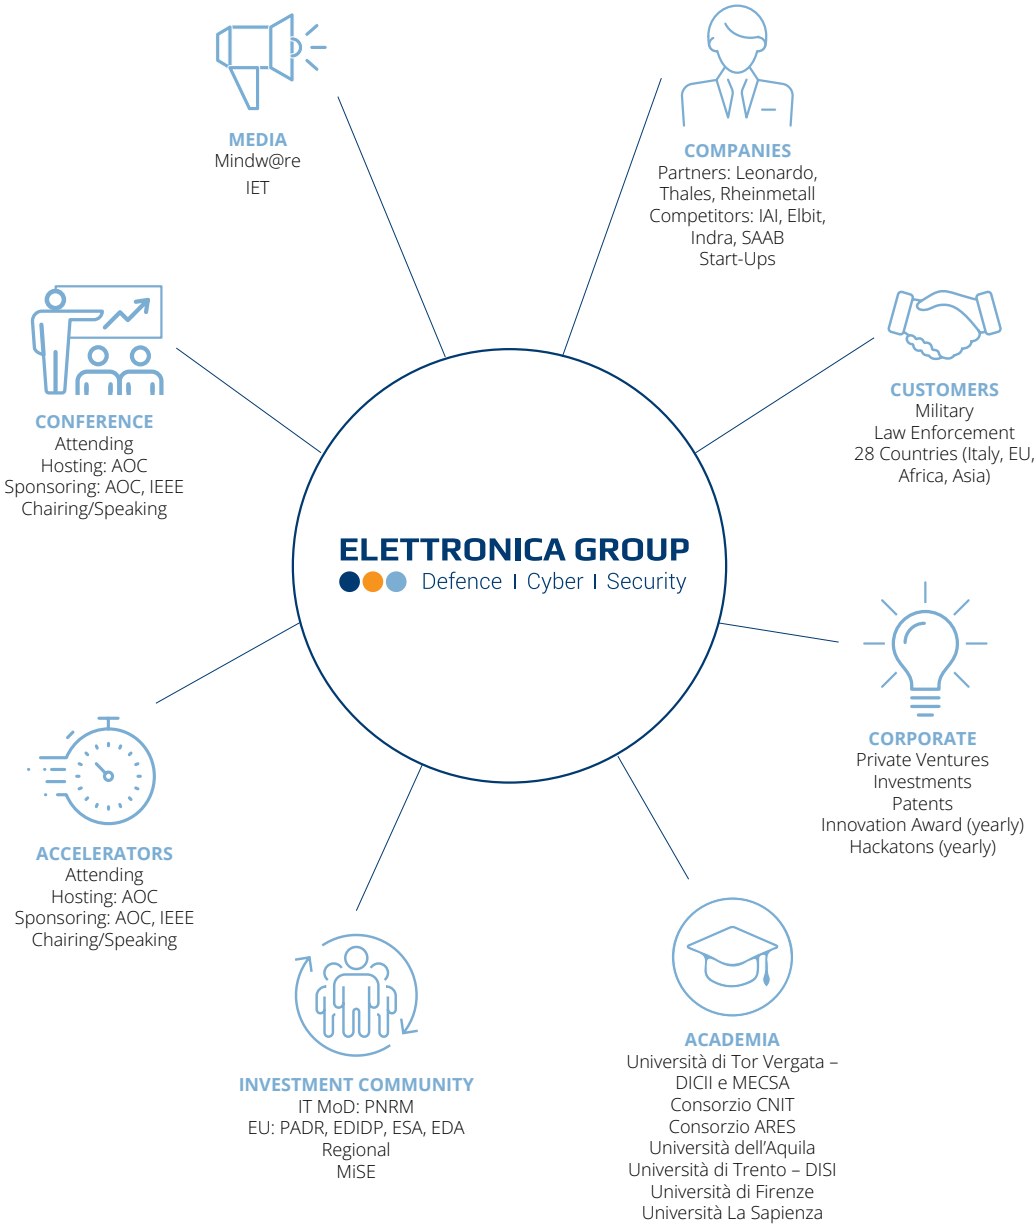 MEDIA
Mindw@re
IET
COMPANIES
Partners: Leonardo,
Thales, Rheinmetall
Competitors: IAI, Elbit,
Indra, SAAB
Start-Ups
CONFERENCE
Attending
Hosting: AOC
Sponsoring: AOC, IEEE
Chairing/Speaking
CUSTOMERS
Military
Law Enforcement
28 Countries (Italy, EU,
Africa, Asia)
ELETTRONICA GROUP
Defence | Cyber | Security
CORPORATE
Private Ventures
Investments
Patents
Innovation Award (yearly)
Hackatons (yearly)
ACCELERATORS
Attending
Hosting: AOC
Sponsoring: AOC, IEEE
Chairing/Speaking
INVESTMENT COMMUNITY
IT MoD: PNRM
EU: PADR, EDIDP, ESA, EDA
Regional
MiSE
ACADEMIA
Università di Tor Vergata –
DICII e MECSA
Consorzio CNIT
Consorzio ARES
Università dell’Aquila
Università di Trento – DISI
Università di Firenze
Università La Sapienza